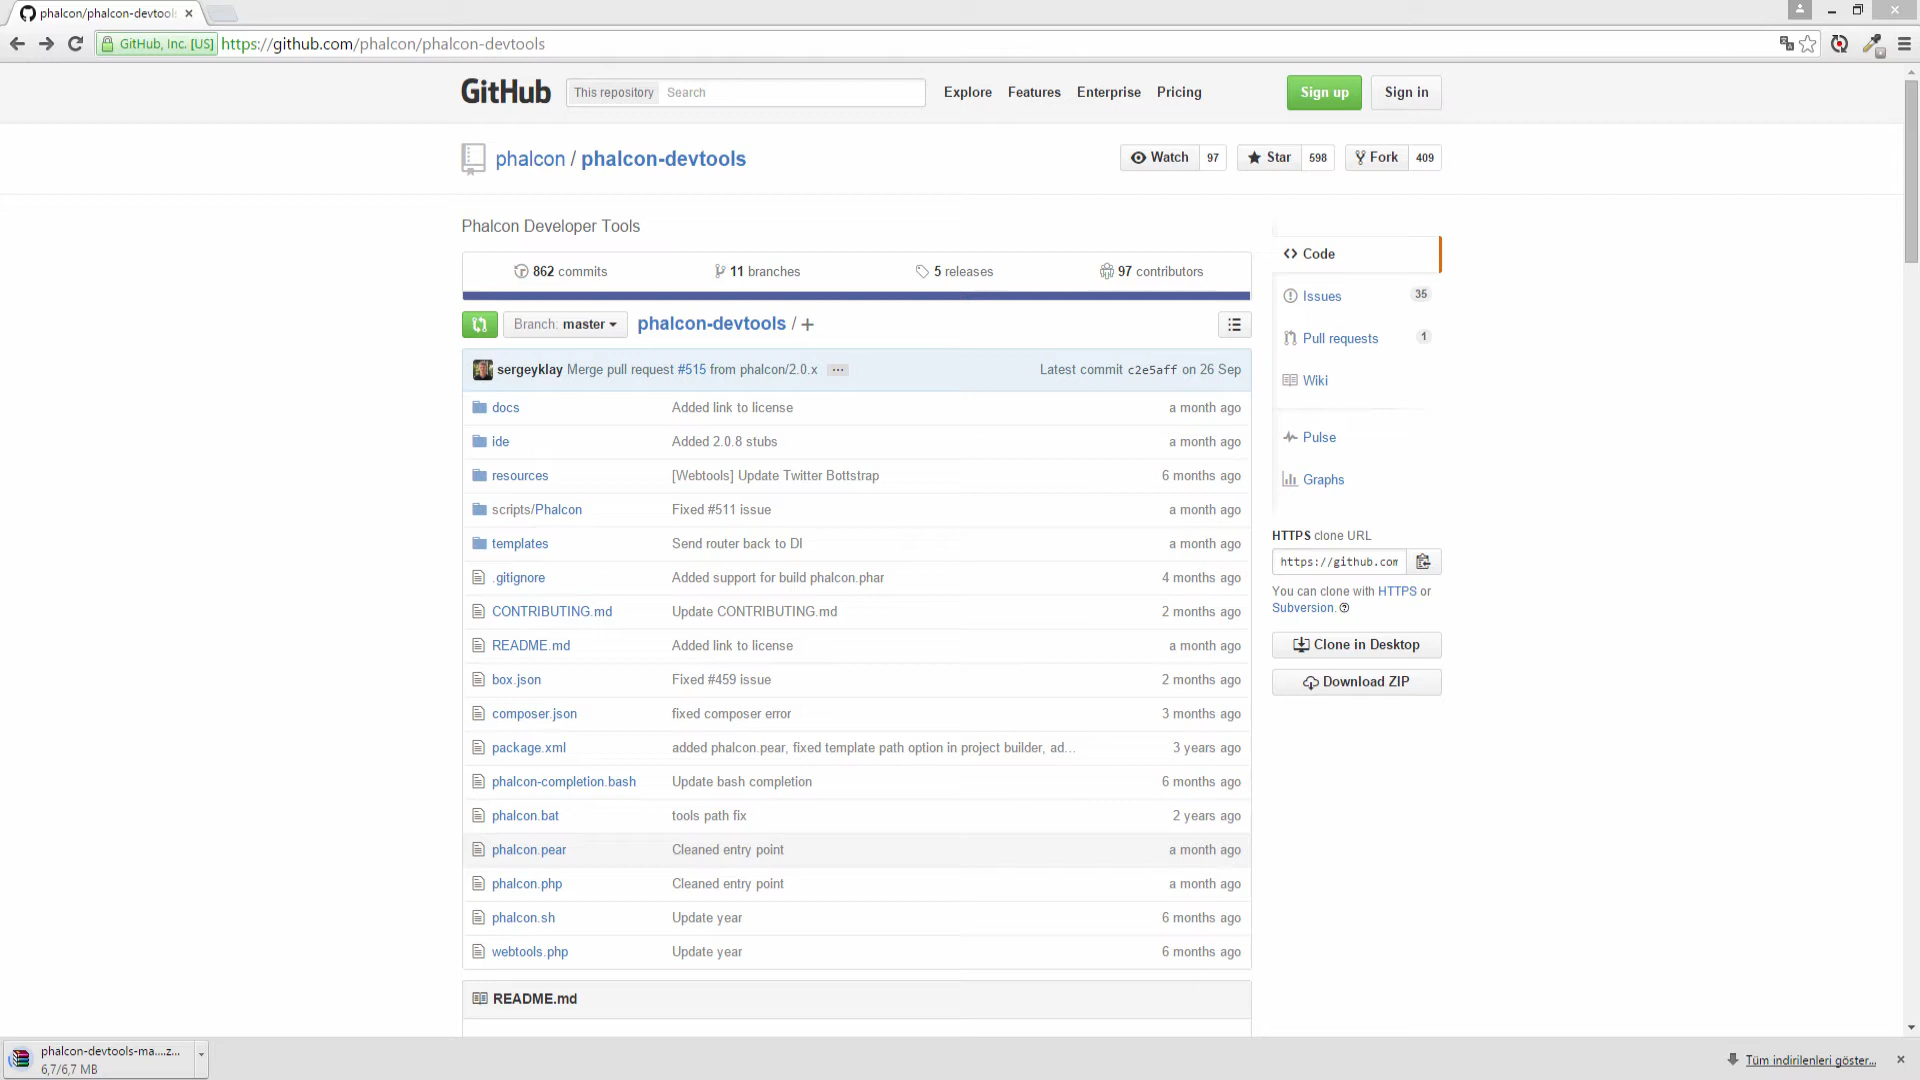 phalcon/phalcon-devtools
GitHub, Inc. [US] https://github.com/phalcon/phalcon-devtools
GitHub This repository Search Explore Features Enterprise Pricing Sign up Sign in
phalcon / phalcon-devtools Watch 97 Star 598 Fork 409
Phalcon Developer Tools
862 commits 11 branches 5 releases 97 contributors
Branch: master phalcon-devtools / +
sergeyklay Merge pull request #515 from phalcon/2.0.x ... Latest commit c2e5aff on 26 Sep
docs Added link to license a month ago
ide Added 2.0.8 stubs a month ago
resources [Webtools] Update Twitter Bottstrap 6 months ago
scripts/Phalcon Fixed #511 issue a month ago
templates Send router back to DI a month ago
.gitignore Added support for build phalcon.phar 4 months ago
CONTRIBUTING.md Update CONTRIBUTING.md 2 months ago
README.md Added link to license a month ago
box.json Fixed #459 issue 2 months ago
composer.json fixed composer error 3 months ago
package.xml added phalcon.pear, fixed template path option in project builder, ad... 3 years ago
phalcon-completion.bash Update bash completion 6 months ago
phalcon.bat tools path fix 2 years ago
phalcon.pear Cleaned entry point a month ago
phalcon.php Cleaned entry point a month ago
phalcon.sh Update year 6 months ago
webtools.php Update year 6 months ago
README.md
Code
Issues 35
Pull requests 1
Wiki
Pulse
Graphs
HTTPS clone URL
https://github.com
You can clone with HTTPS or
Subversion.
Clone in Desktop
Download ZIP
phalcon-devtools-ma....z...
6,7/6,7 MB
Tüm indirilenleri göster...